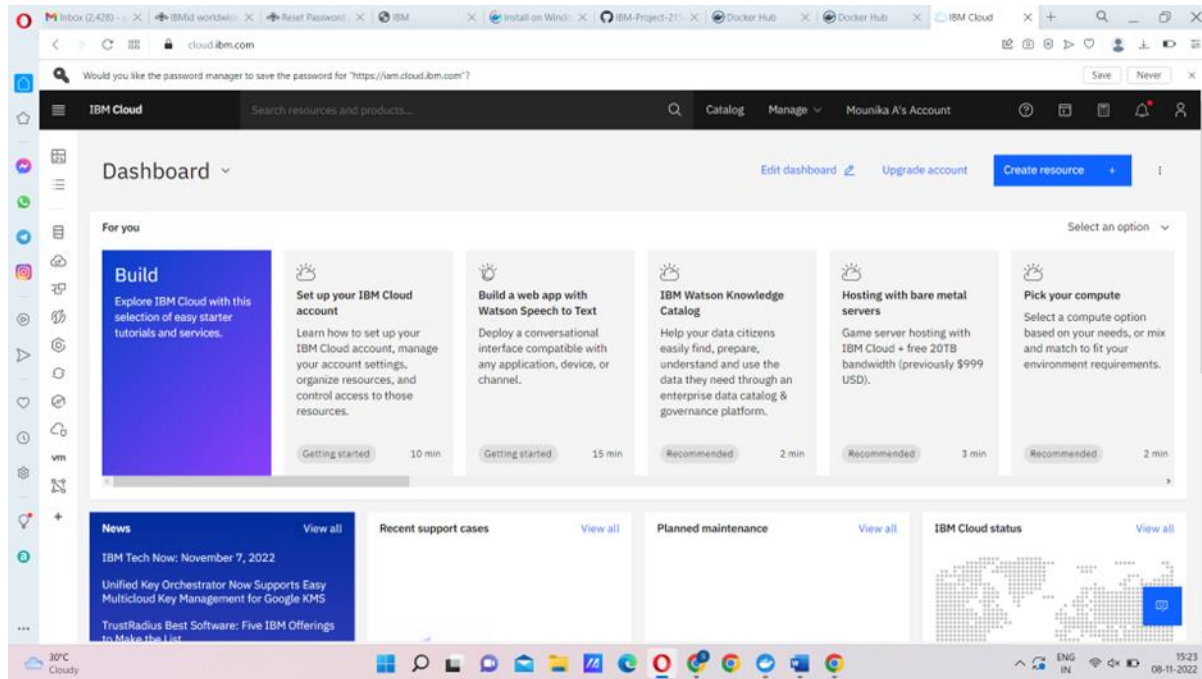 Inbox (2,428) -
IBMid worldwide
Reset Password
IBM
Install on Wind
IBM-Project-21
Docker Hub
Docker Hub
IBM Cloud
cloud.ibm.com
Would you like the password manager to save the password for "https://iam.cloud.ibm.com"?
Save
Never
IBM Cloud
Search resources and products...
Catalog
Manage
Mounika A's Account
Dashboard
Edit dashboard
Upgrade account
Create resource +
For you
Select an option
Build
Explore IBM Cloud with this
selection of easy starter
tutorials and services.
Set up your IBM Cloud
account
Learn how to set up your
IBM Cloud account, manage
your account settings,
organize resources, and
control access to those
resources.
Getting started
10 min
Build a web app with
Watson Speech to Text
Deploy a conversational
interface compatible with
any application, device, or
channel.
Getting started
15 min
IBM Watson Knowledge
Catalog
Help your data citizens
easily find, prepare,
understand and use the
data they need through an
enterprise data catalog &
governance platform.
Recommended
2 min
Hosting with bare metal
servers
Game server hosting with
IBM Cloud + free 20TB
bandwidth (previously $999
USD).
Recommended
3 min
Pick your compute
Select a compute option
based on your needs, or mix
and match to fit your
environment requirements.
Recommended
2 min
vm
News
View all
IBM Tech Now: November 7, 2022
Unified Key Orchestrator Now Supports Easy
Multicloud Key Management for Google KMS
TrustRadius Best Software: Five IBM Offerings
to Make the List
Recent support cases
View all
Planned maintenance
View all
IBM Cloud status
View all
30°C
Cloudy
ENG
IN
15:23
08-11-2022